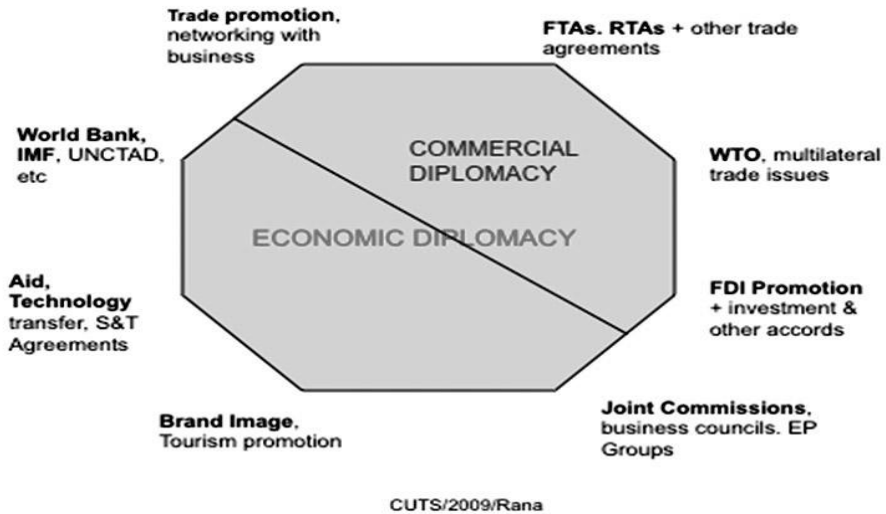 Trade promotion,
networking with
business
FTAs. RTAs + other trade
agreements
World Bank,
IMF, UNCTAD,
etc
COMMERCIAL
DIPLOMACY
WTO, multilateral
trade issues
ECONOMIC DIPLOMACY
Aid,
Technology
transfer, S&T
Agreements
FDI Promotion
+ investment &
other accords
Brand Image,
Tourism promotion
Joint Commissions,
business councils. EP
Groups
CUTS/2009/Rana